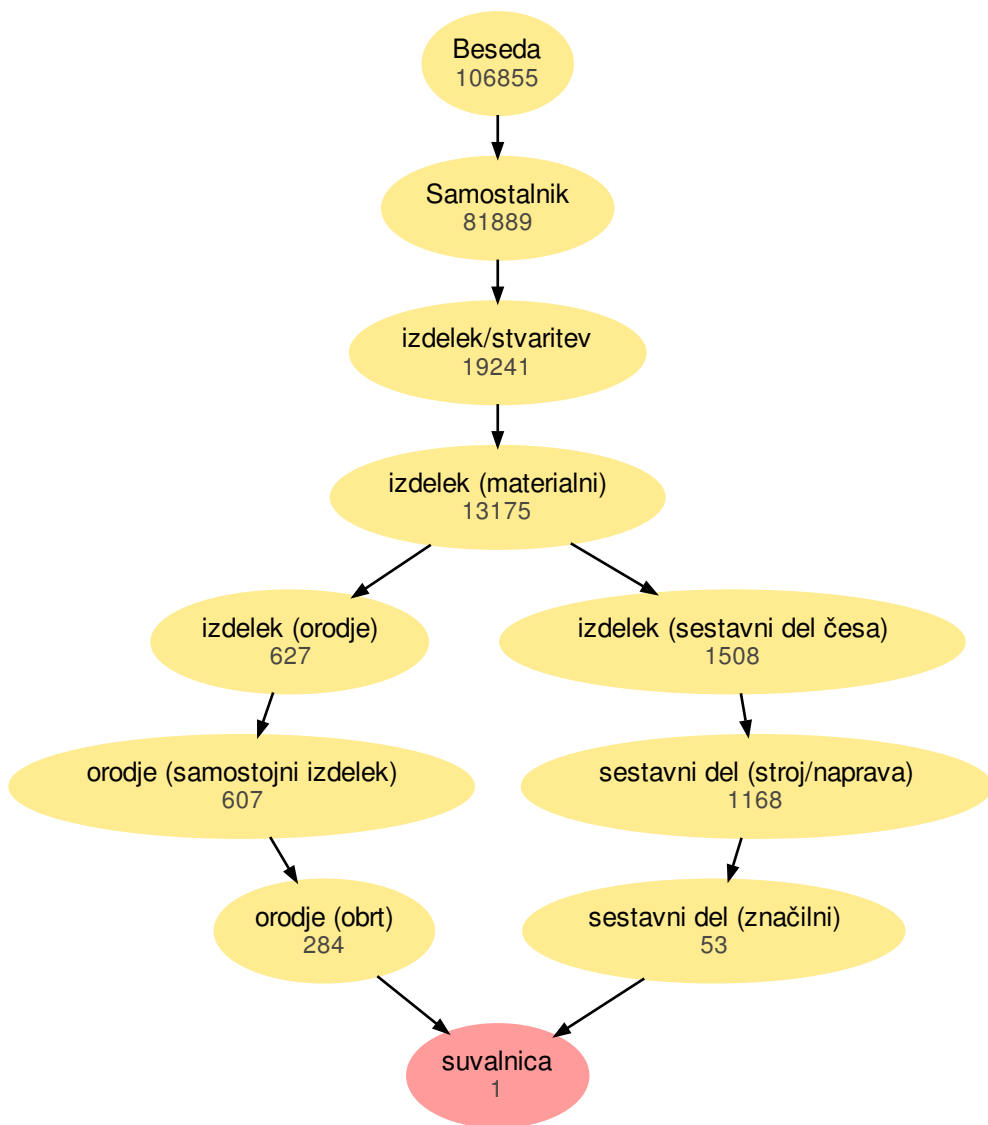 Beseda
106855
Samostalnik
81889
izdelek/stvaritev
19241
izdelek (materialni)
13175
izdelek (orodje)
627
izdelek (sestavni del česa)
1508
orodje (samostojni izdelek)
607
sestavni del (stroj/naprava)
1168
orodje (obrt)
284
sestavni del (značilni)
53
suvalnica
1